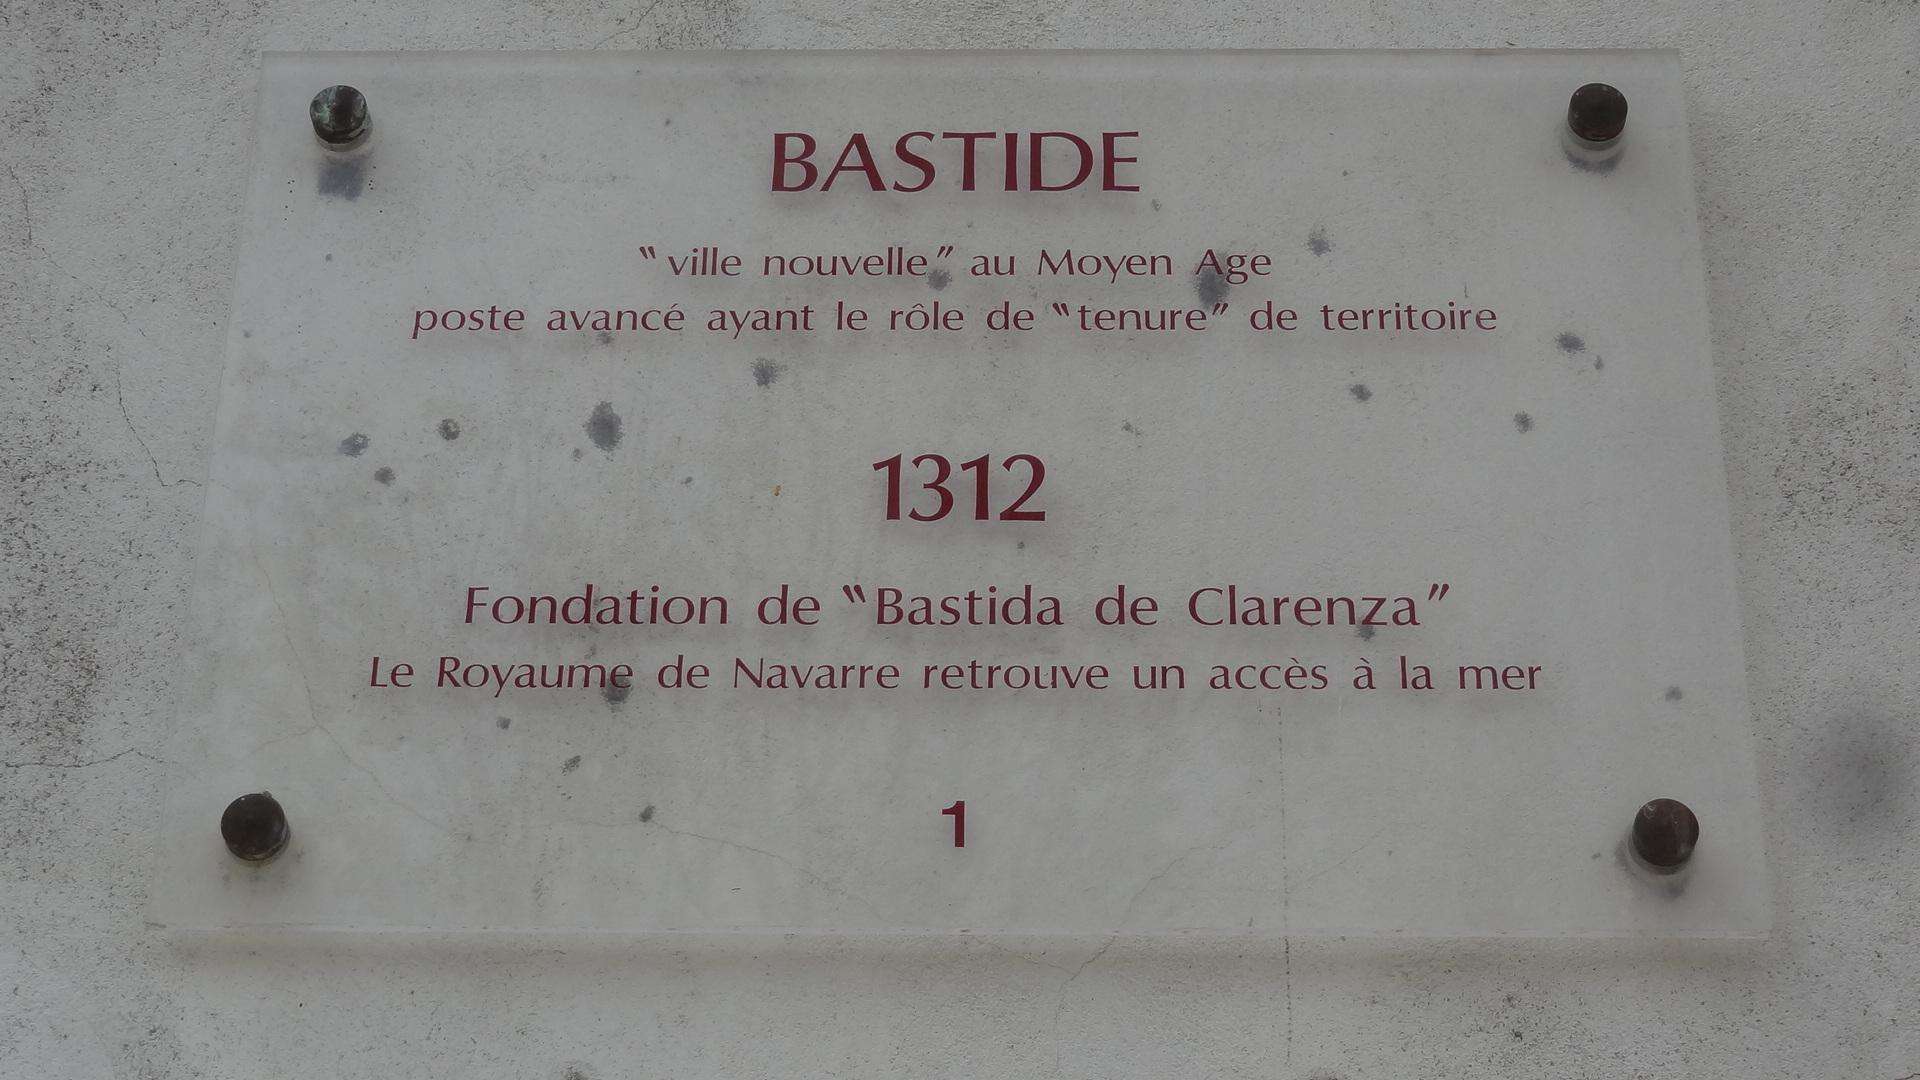 BASTIDE
"ville nouvelle" au Moyen Age
poste avancé ayant le rôle de "tenure" de territoire
1312
Fondation de "Bastida de Clarenza"
Le Royaume de Navarre retrouve un accès à la mer
1